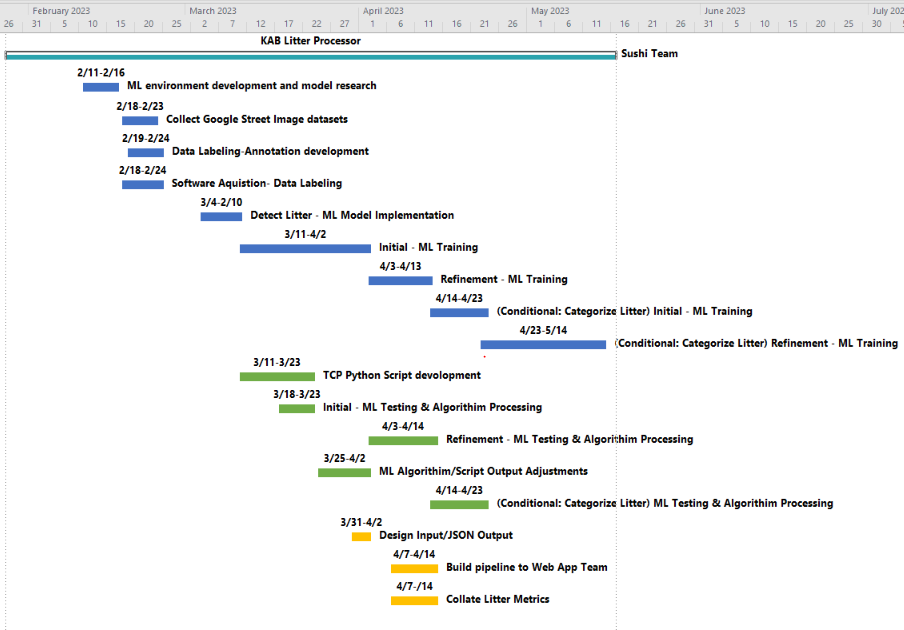 February 2023 March 2023 April 2023 May 2023 June 2023 July 202
26 31 5 10 15 20 25 2 7 12 17 22 27 1 6 11 16 21 26 1 6 11 16 21 26 31 5 10 15 20 25 30 5
KAB Litter Processor
Sushi Team
2/11-2/16
ML environment development and model research
2/18-2/23
Collect Google Street Image datasets
2/19-2/24
Data Labeling-Annotation development
2/18-2/24
Software Aquistion- Data Labeling
3/4-2/10
Detect Litter - ML Model Implementation
3/11-4/2
Initial - ML Training
4/3-4/13
Refinement - ML Training
4/14-4/23
(Conditional: Categorize Litter) Initial - ML Training
4/23-5/14
(Conditional: Categorize Litter) Refinement - ML Training
3/11-3/23
TCP Python Script devolopment
3/18-3/23
Initial - ML Testing & Algorithim Processing
4/3-4/14
Refinement - ML Testing & Algorithim Processing
3/25-4/2
ML Algorithim/Script Output Adjustments
4/14-4/23
(Conditional: Categorize Litter) ML Testing & Algorithim Processing
3/31-4/2
Design Input/JSON Output
4/7-4/14
Build pipeline to Web App Team
4/7-/14
Collate Litter Metrics